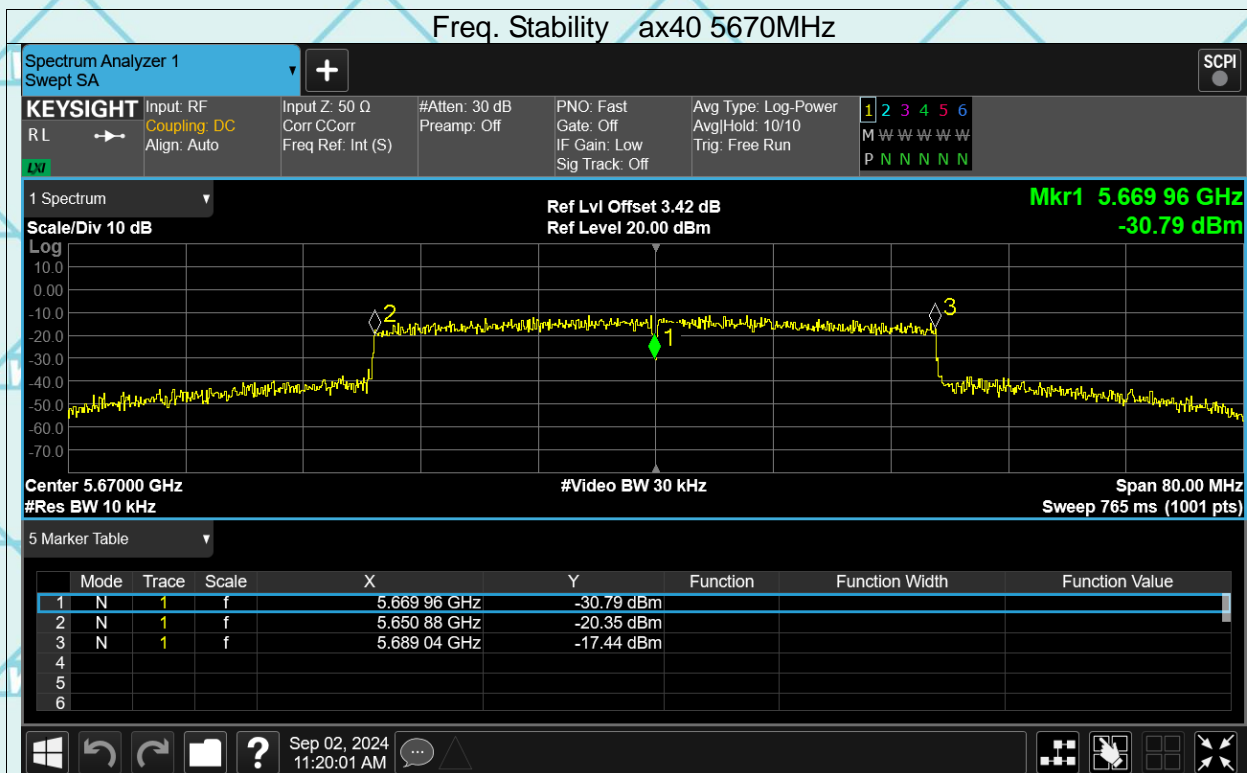 Freq. Stability ax40 5670MHz
Spectrum Analyzer 1
Swept SA
+
SCPI
KEYSIGHT Input: RF Input Z: 50 Ω #Atten: 30 dB PNO: Fast Avg Type: Log-Power 1 2 3 4 5 6
RL Coupling: DC Corr CCorr Preamp: Off Gate: Off Avg|Hold: 10/10 M W W W W W
Align: Auto Freq Ref: Int (S) IF Gain: Low Trig: Free Run
LXI Sig Track: Off P N N N N N
1 Spectrum Ref Lvl Offset 3.42 dB Mkr1 5.669 96 GHz
Scale/Div 10 dB Ref Level 20.00 dBm -30.79 dBm
Log
10.0
0.00
-10.0
-20.0
-30.0
-40.0
-50.0
-60.0
-70.0
2
1
3
Center 5.67000 GHz #Video BW 30 kHz Span 80.00 MHz
#Res BW 10 kHz Sweep 765 ms (1001 pts)
5 Marker Table
Mode Trace Scale X Y Function Function Width Function Value
1 N 1 f 5.669 96 GHz -30.79 dBm
2 N 1 f 5.650 88 GHz -20.35 dBm
3 N 1 f 5.689 04 GHz -17.44 dBm
4
5
6
? Sep 02, 2024
11:20:01 AM